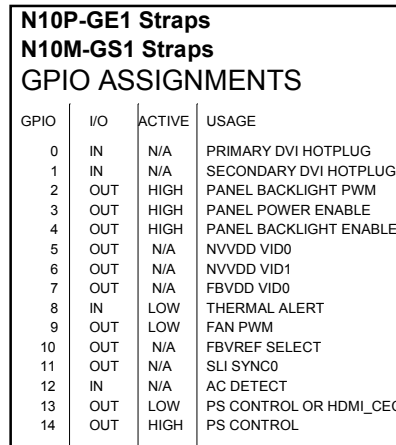 N10P-GE1 Straps
N10M-GS1 Straps
GPIO ASSIGNMENTS
GPIO I/O ACTIVE USAGE
0 IN N/A PRIMARY DVI HOTPLUG
1 IN N/A SECONDARY DVI HOTPLUG
2 OUT HIGH PANEL BACKLIGHT PWM
3 OUT HIGH PANEL POWER ENABLE
4 OUT HIGH PANEL BACKLIGHT ENABLE
5 OUT N/A NVVDD VID0
6 OUT N/A NVVDD VID1
7 OUT N/A FBVDD VID0
8 IN LOW THERMAL ALERT
9 OUT LOW FAN PWM
10 OUT N/A FBVREF SELECT
11 OUT N/A SLI SYNC0
12 IN N/A AC DETECT
13 OUT LOW PS CONTROL OR HDMI_CEC
14 OUT HIGH PS CONTROL